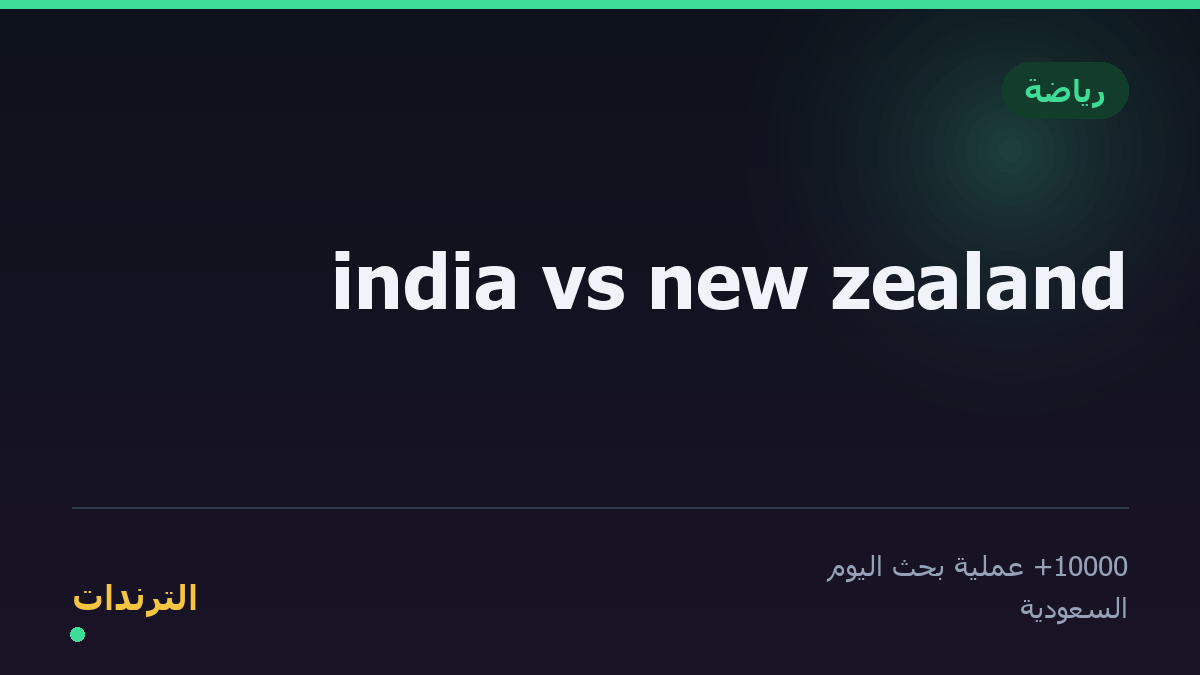 رياضة
india vs new zealand
10000+ عملية بحث اليوم
السعودية
الترندات